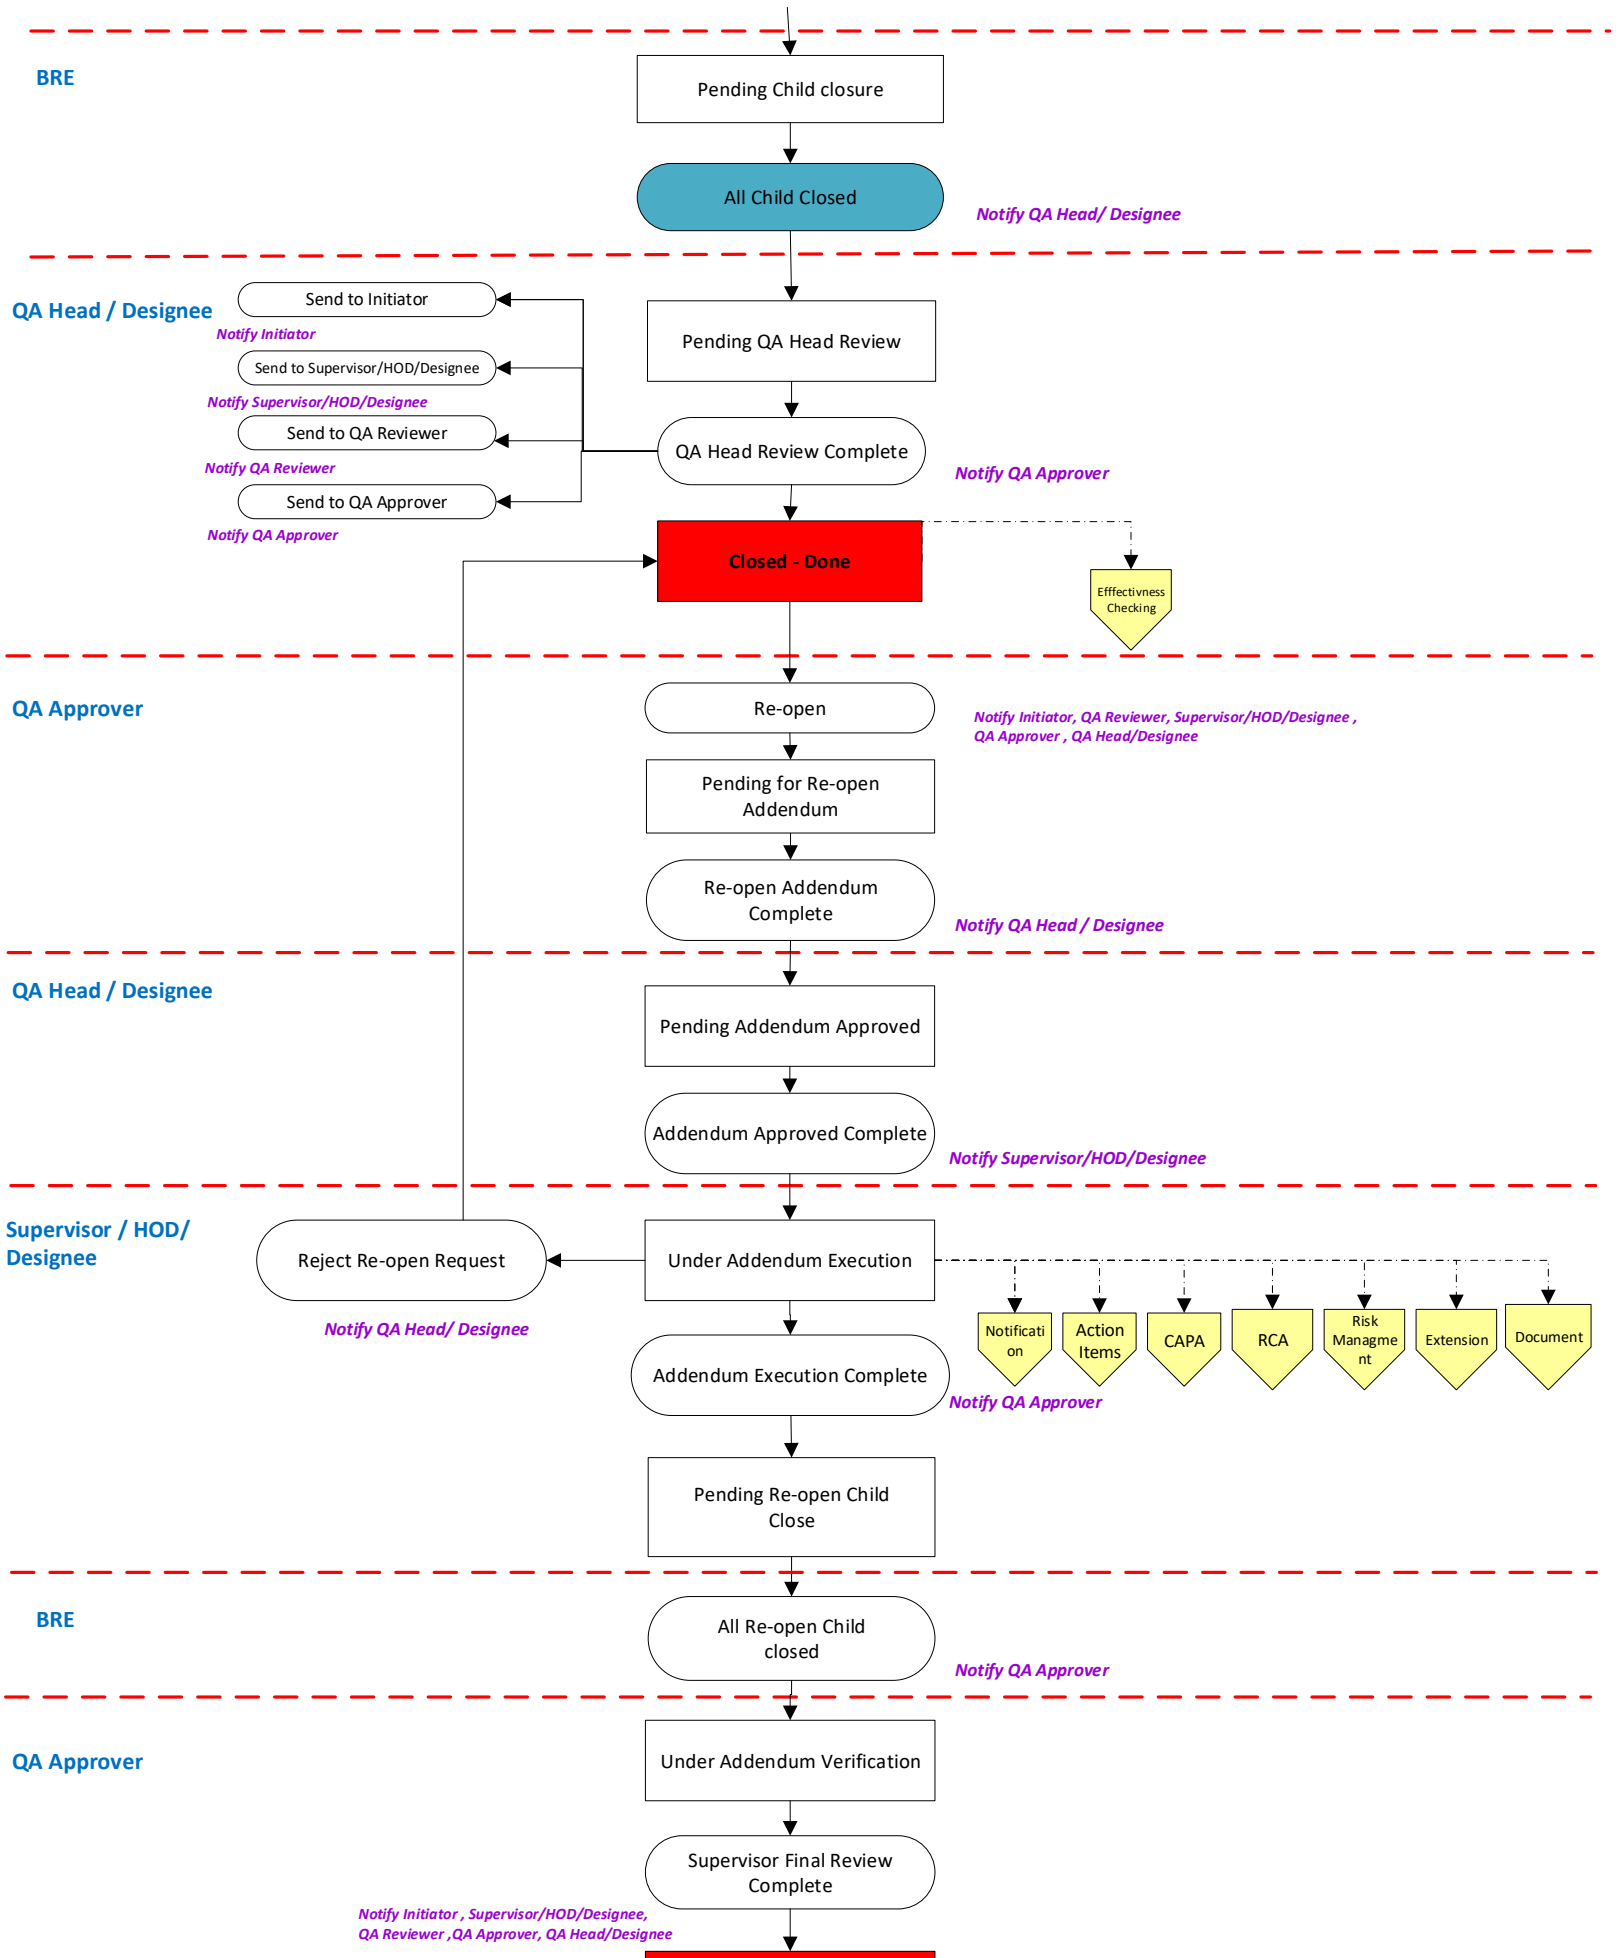 BRE
Pending Child closure
All Child Closed
Notify QA Head/ Designee
QA Head / Designee
Send to Initiator
Notify Initiator
Send to Supervisor/HOD/Designee
Notify Supervisor/HOD/Designee
Send to QA Reviewer
Notify QA Reviewer
Send to QA Approver
Notify QA Approver
Pending QA Head Review
QA Head Review Complete
Notify QA Approver
Closed - Done
Efffectivness
Checking
QA Approver
Re-open
Notify Initiator, QA Reviewer, Supervisor/HOD/Designee ,
QA Approver , QA Head/Designee
Pending for Re-open
Addendum
Re-open Addendum
Complete
Notify QA Head / Designee
QA Head / Designee
Pending Addendum Approved
Addendum Approved Complete
Notify Supervisor/HOD/Designee
Supervisor / HOD/
Designee
Reject Re-open Request
Notify QA Head/ Designee
Under Addendum Execution
Notificati
on
Action
Items
CAPA
RCA
Risk
Managme
nt
Extension
Document
Addendum Execution Complete
Notify QA Approver
Pending Re-open Child
Close
BRE
All Re-open Child
closed
Notify QA Approver
QA Approver
Under Addendum Verification
Supervisor Final Review
Complete
Notify Initiator , Supervisor/HOD/Designee,
QA Reviewer ,QA Approver, QA Head/Designee